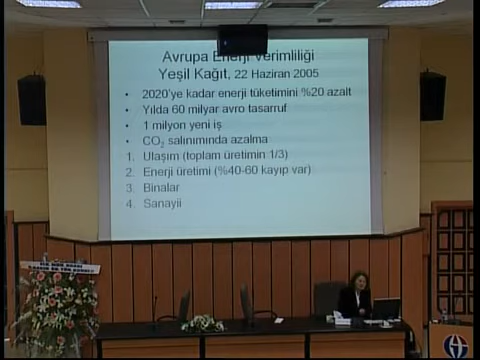 Avrupa Enerji Verimliliği
Yeşil Kağıt, 22 Haziran 2005
• 2020'ye kadar enerji tüketimini %20 azalt
• Yılda 60 milyar avro tasarruf
• 1 milyon yeni iş
• CO2 salınımında azalma
1. Ulaşım (toplam üretimin 1/3)
2. Enerji üretimi (%40-60 kayıp var)
3. Binalar
4. Sanayii